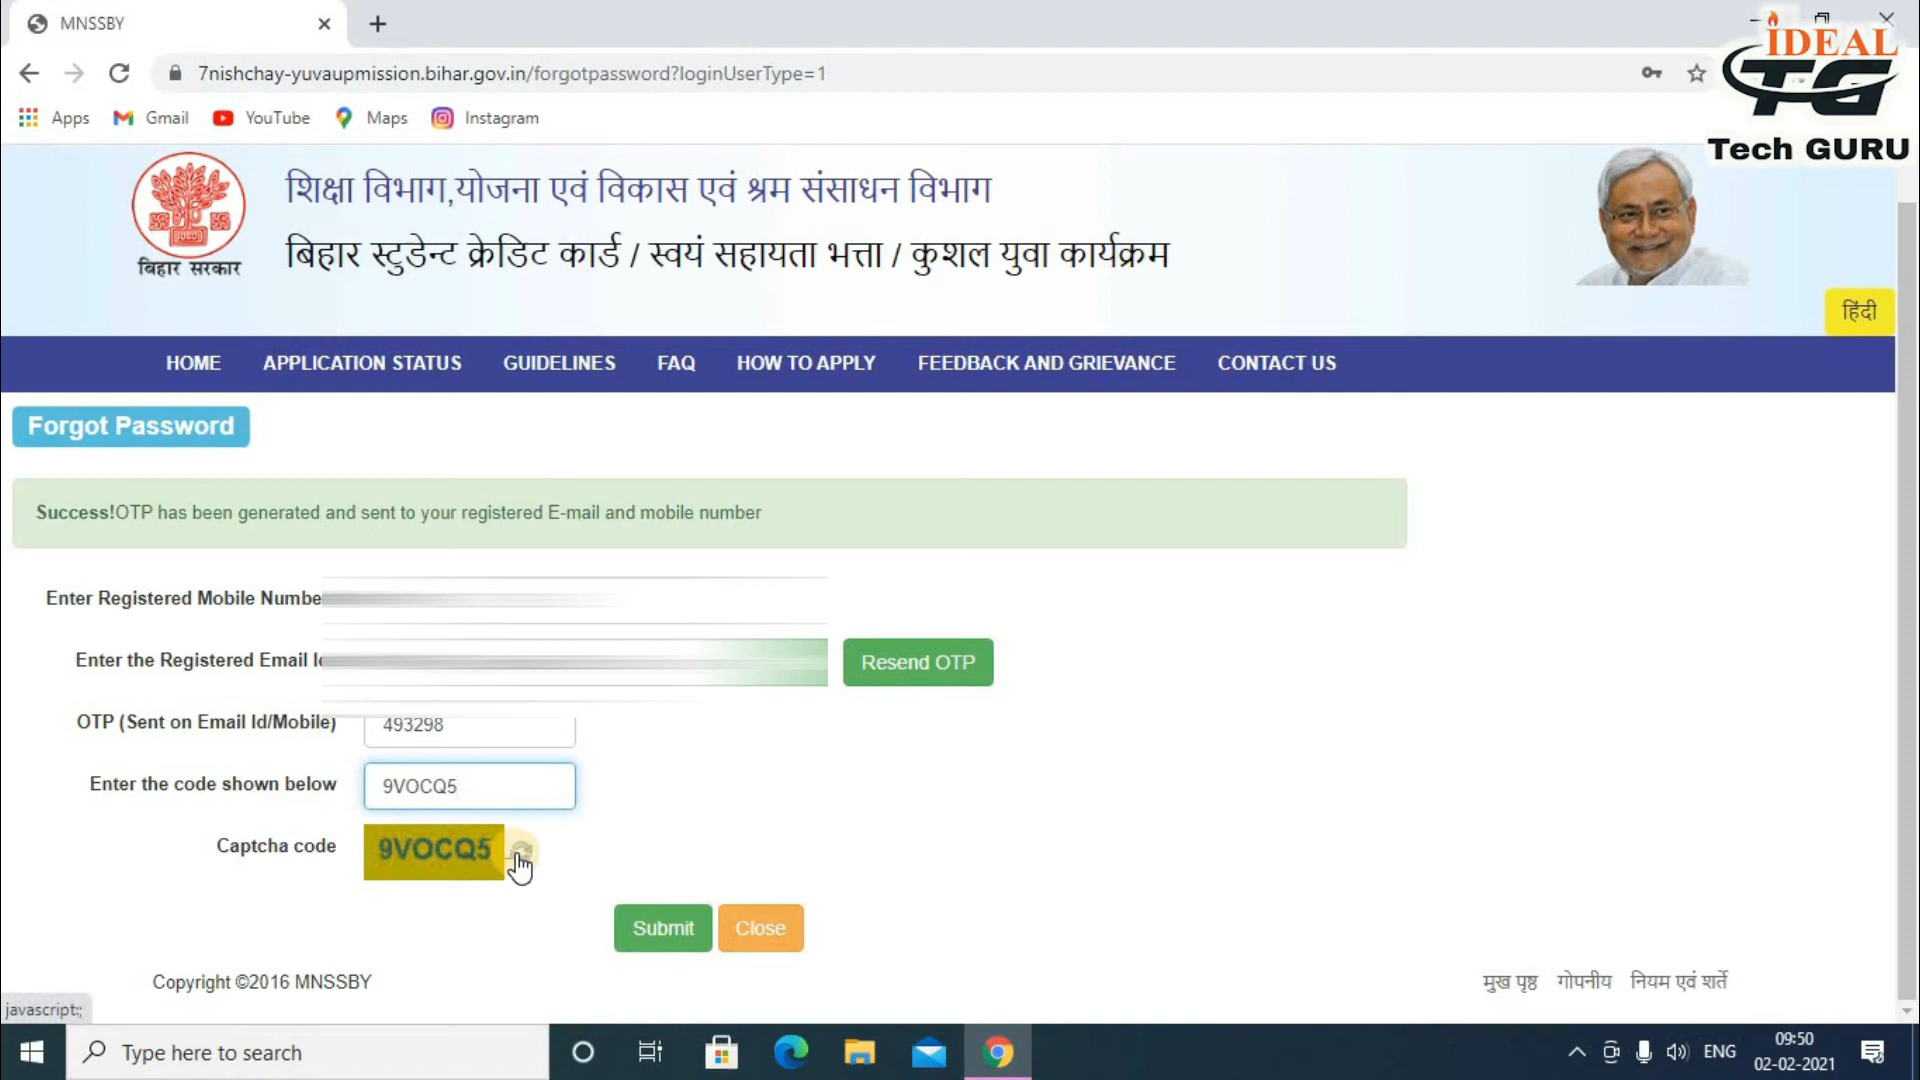 MNSSBY
IDEAL
TG
Tech GURU
7nishchay-yuvaupmission.bihar.gov.in/forgotpassword?loginUserType=1
Apps Gmail YouTube Maps Instagram
बिहार सरकार
शिक्षा विभाग,योजना एवं विकास एवं श्रम संसाधन विभाग
बिहार स्टुडेन्ट क्रेडिट कार्ड / स्वयं सहायता भत्ता / कुशल युवा कार्यक्रम
हिंदी
HOME APPLICATION STATUS GUIDELINES FAQ HOW TO APPLY FEEDBACK AND GRIEVANCE CONTACT US
Forgot Password
Success!OTP has been generated and sent to your registered E-mail and mobile number
Enter Registered Mobile Numbe
Enter the Registered Email Id
Resend OTP
OTP (Sent on Email Id/Mobile) 493298
Enter the code shown below 9VOCQ5
Captcha code 9VOCQ5
Submit Close
Copyright ©2016 MNSSBY मुख पृष्ठ गोपनीय नियम एवं शर्ते
javascript:;
Type here to search
ENG
09:50
02-02-2021